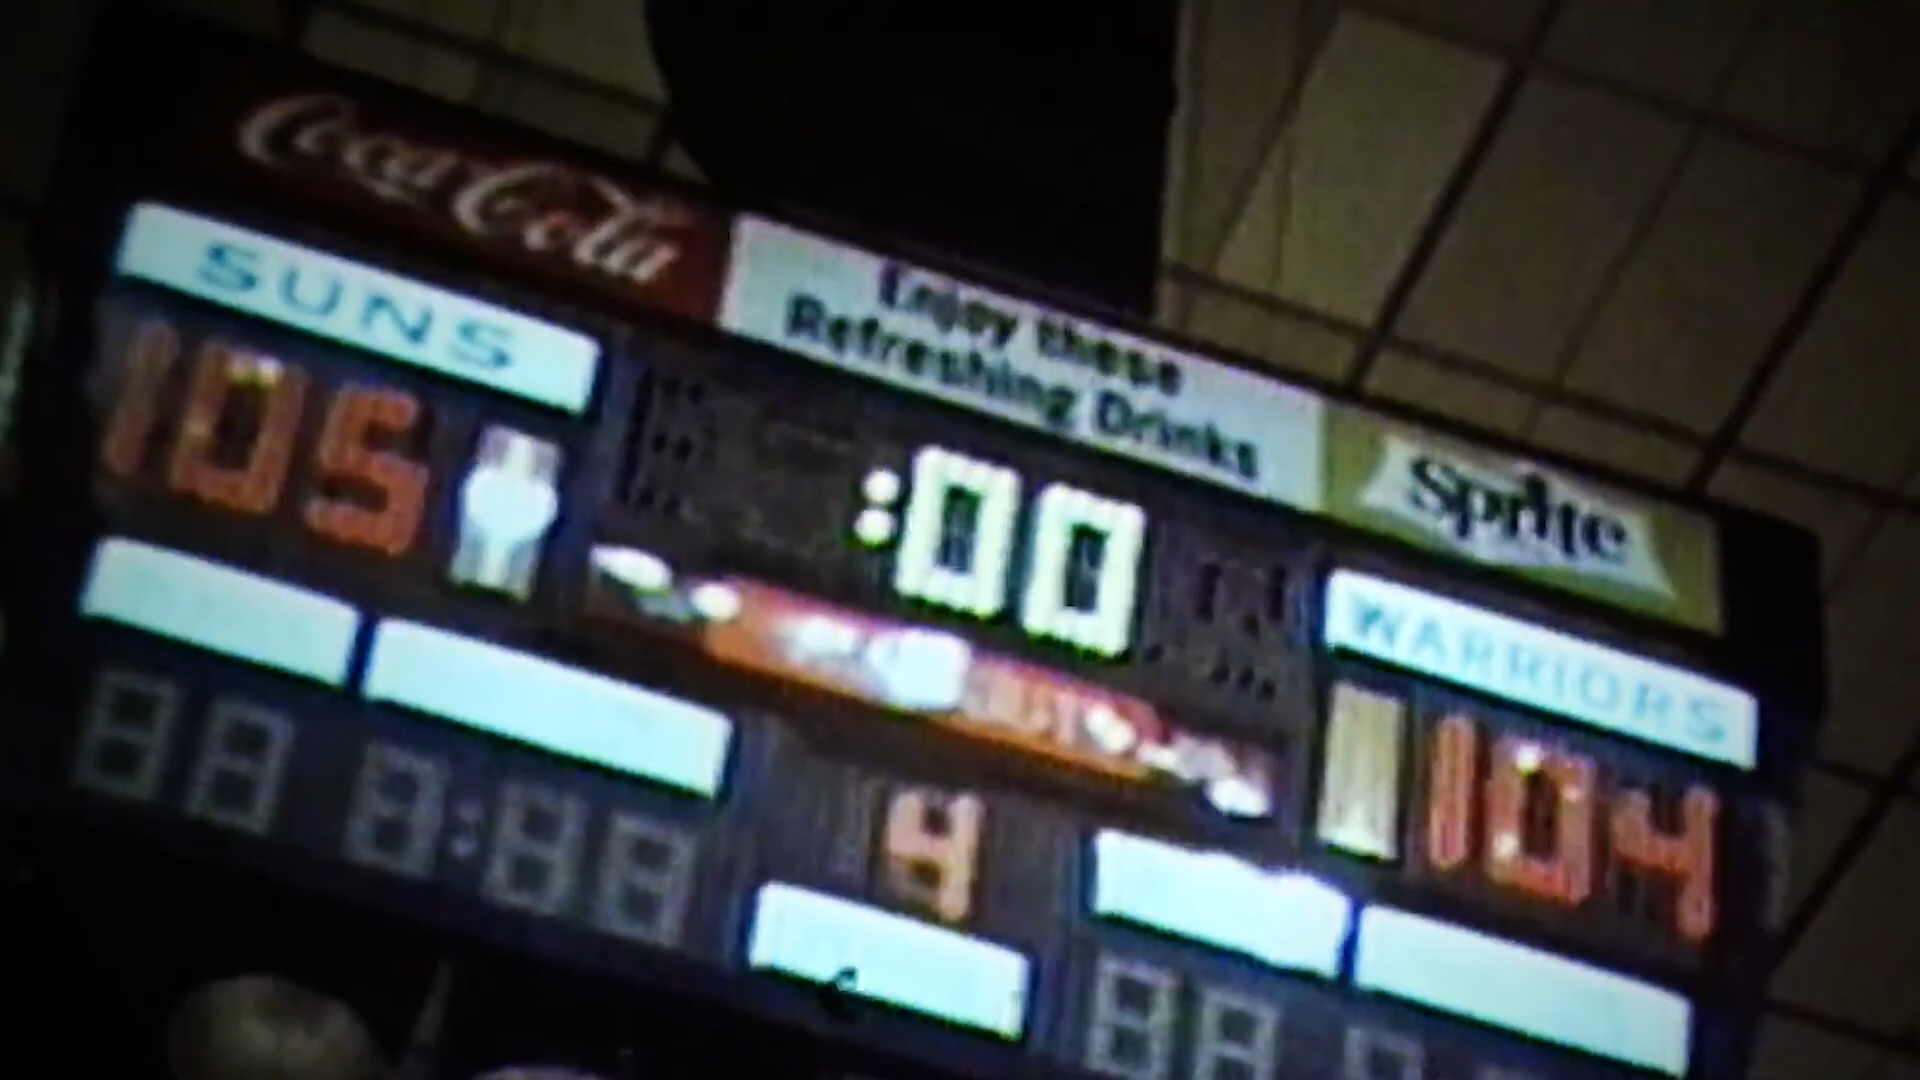 Coca-Cola
Enjoy these
Refreshing Drinks
Sprite
SUNS
105
:00
WARRIORS
104
4